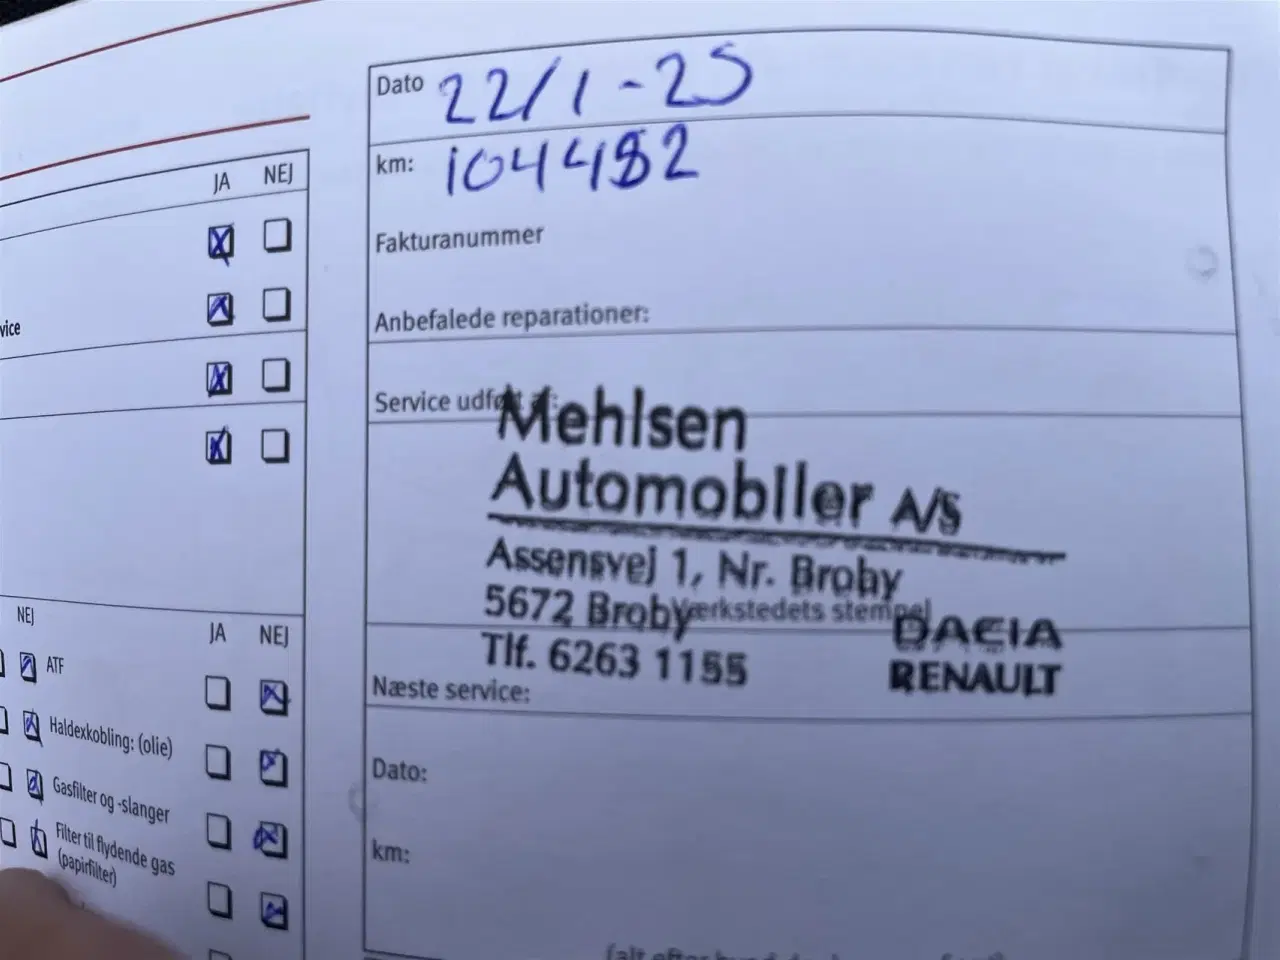 JA NEJ
vice
NEJ JA NEJ
ATF
Haldexkobling: (olie)
Gasfilter og -slanger
Filter til flydende gas
(papirfilter)
Dato 22/1-25
km: 104482
Fakturanummer
Anbefalede reparationer:
Service udført af:
Mehlsen
Automobiler A/S
Assensvej 1, Nr. Broby
5672 Broby
Værkstedets stempel
Tlf. 6263 1155
DACIA
RENAULT
Næste service:
Dato:
km: